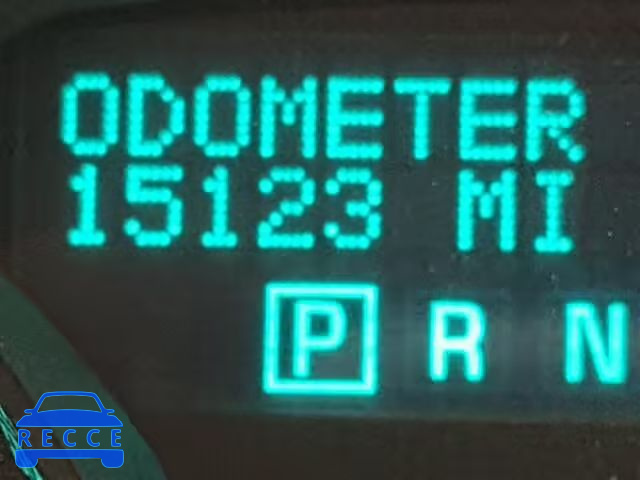 ODOMETER
15123 MI
P R N
RECCE